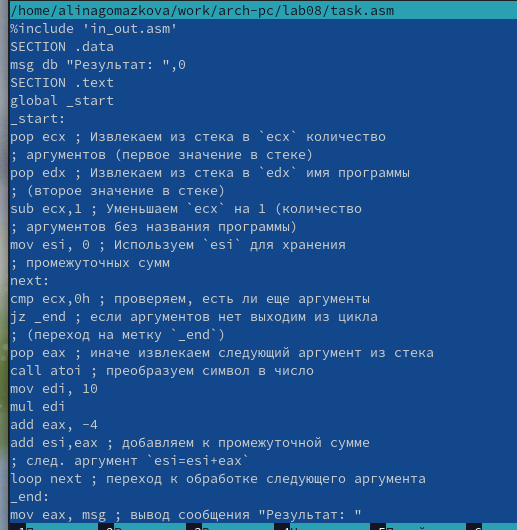 /home/alinagomazkova/work/arch-pc/lab08/task.asm
%include 'in_out.asm'
SECTION .data
msg db "Результат: ",0
SECTION .text
global _start
_start:
pop ecx ; Извлекаем из стека в `ecx` количество
; аргументов (первое значение в стеке)
pop edx ; Извлекаем из стека в `edx` имя программы
; (второе значение в стеке)
sub ecx,1 ; Уменьшаем `ecx` на 1 (количество
; аргументов без названия программы)
mov esi, 0 ; Используем `esi` для хранения
; промежуточных сумм
next:
cmp ecx,0h ; проверяем, есть ли еще аргументы
jz _end ; если аргументов нет выходим из цикла
; (переход на метку `_end`)
pop eax ; иначе извлекаем следующий аргумент из стека
call atoi ; преобразуем символ в число
mov edi, 10
mul edi
add eax, -4
add esi,eax ; добавляем к промежуточной сумме
; след. аргумент `esi=esi+eax`
loop next ; переход к обработке следующего аргумента
_end:
mov eax, msg ; вывод сообщения "Результат: "